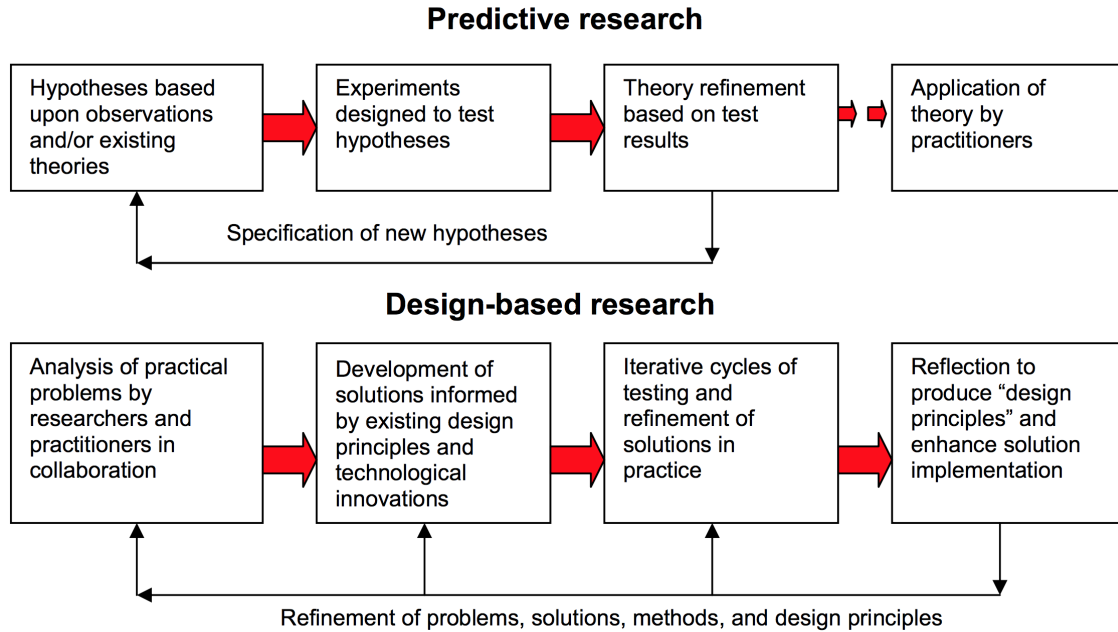 Predictive research
Hypotheses based
upon observations
and/or existing
theories
Experiments
designed to test
hypotheses
Theory refinement
based on test
results
Application of
theory by
practitioners
Specification of new hypotheses
Design-based research
Analysis of practical
problems by
researchers and
practitioners in
collaboration
Development of
solutions informed
by existing design
principles and
technological
innovations
Iterative cycles of
testing and
refinement of
solutions in
practice
Reflection to
produce “design
principles” and
enhance solution
implementation
Refinement of problems, solutions, methods, and design principles